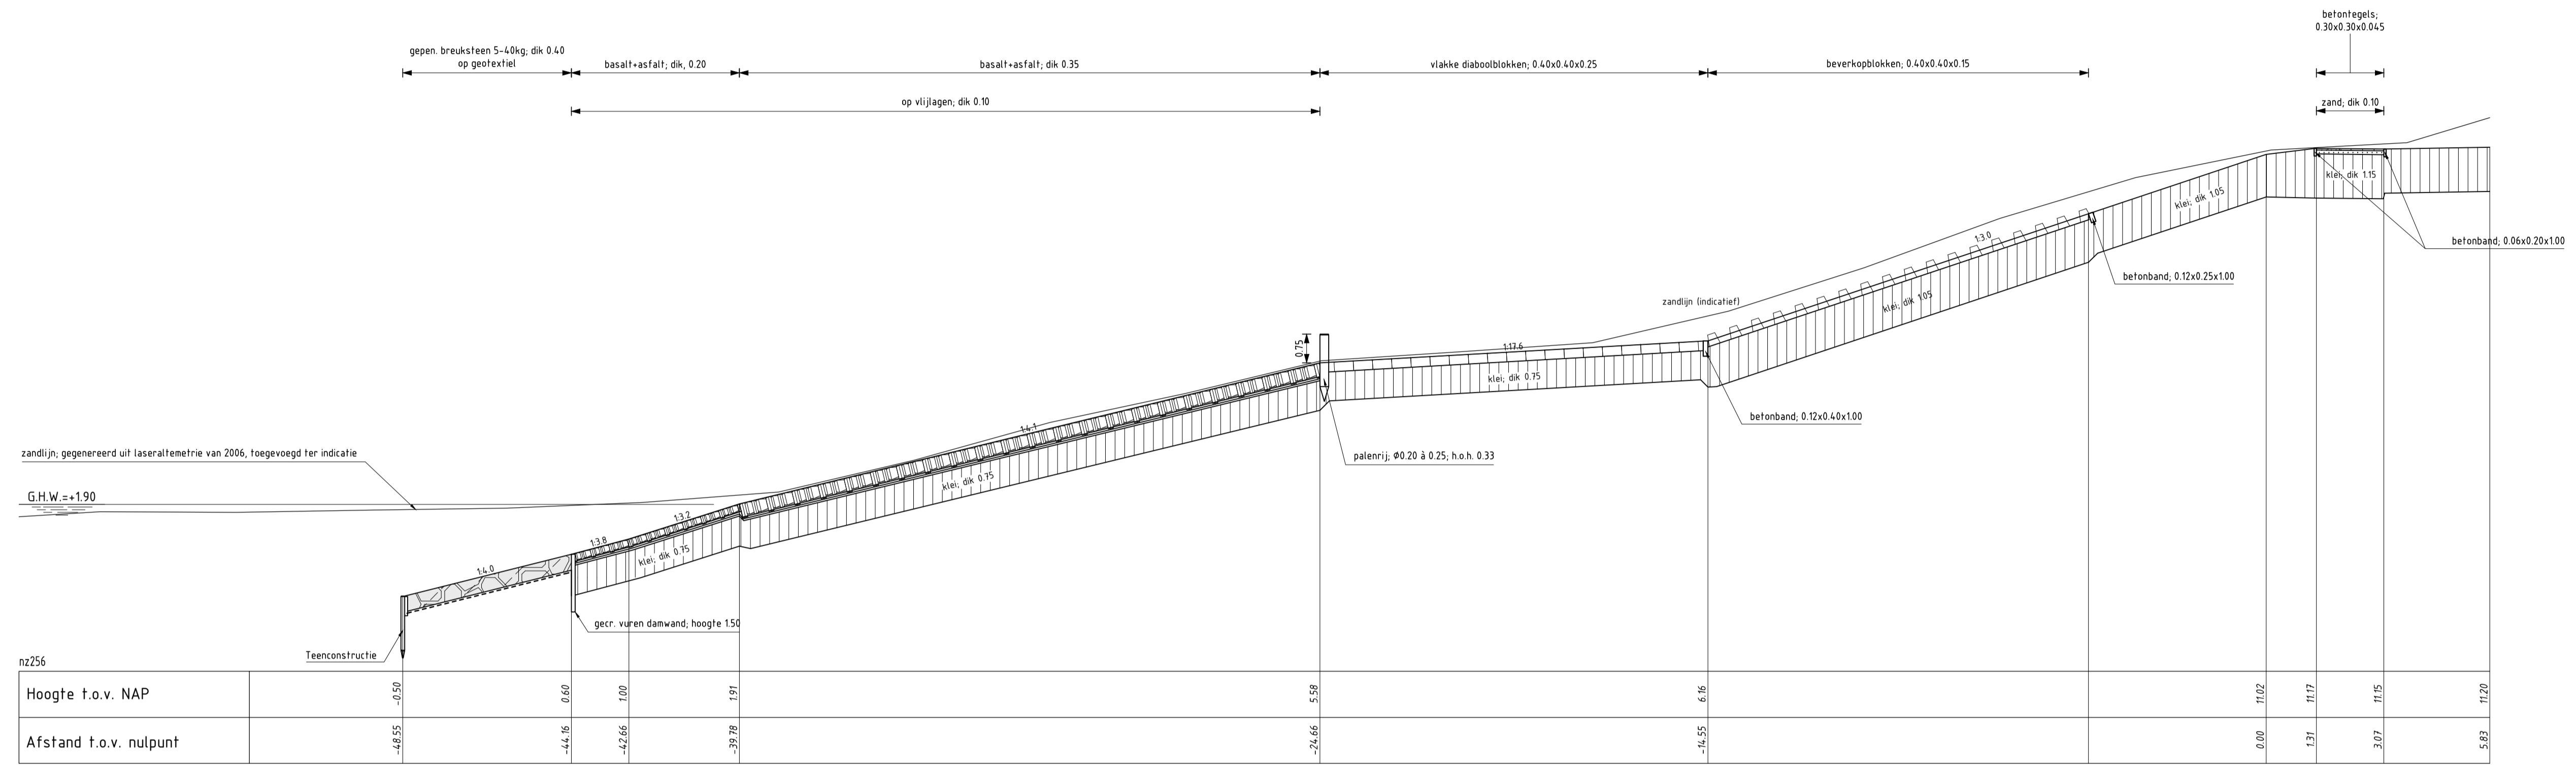 betontegels;
0.30x0.30x0.045
gepen. breuksteen 5-40kg; dik 0.40
op geotextiel
basalt+asfalt; dik, 0.20
basalt+asfalt; dik 0.35
vlakke diaboolblokken; 0.40x0.40x0.25
beverkopblokken; 0.40x0.40x0.15
op vlijlagen; dik 0.10
zand; dik 0.10
klei; dik 1.15
klei; dik 1.05
1:3.0
betonband; 0.06x0.20x1.00
betonband; 0.12x0.25x1.00
zandlijn (indicatief)
klei; dik 1.05
0.75
1:17.6
klei; dik 0.75
betonband; 0.12x0.40x1.00
1:4.1
zandlijn; gegenereerd uit laseraltemetrie van 2006, toegevoegd ter indicatie
palenrij; Ø0.20 à 0.25; h.o.h. 0.33
klei; dik 0.75
G.H.W.=+1.90
1:3.2
1:3.8
klei; dik 0.75
1:4.0
gecr. vuren damwand; hoogte 1.50
Teenconstructie
nz256
Hoogte t.o.v. NAP -0.50 0.60 1.00 1.91 5.58 6.16 11.02 11.17 11.15 11.20
Afstand t.o.v. nulpunt -48.55 -44.16 -42.66 -39.78 -24.66 -14.55 0.00 1.31 3.07 5.83